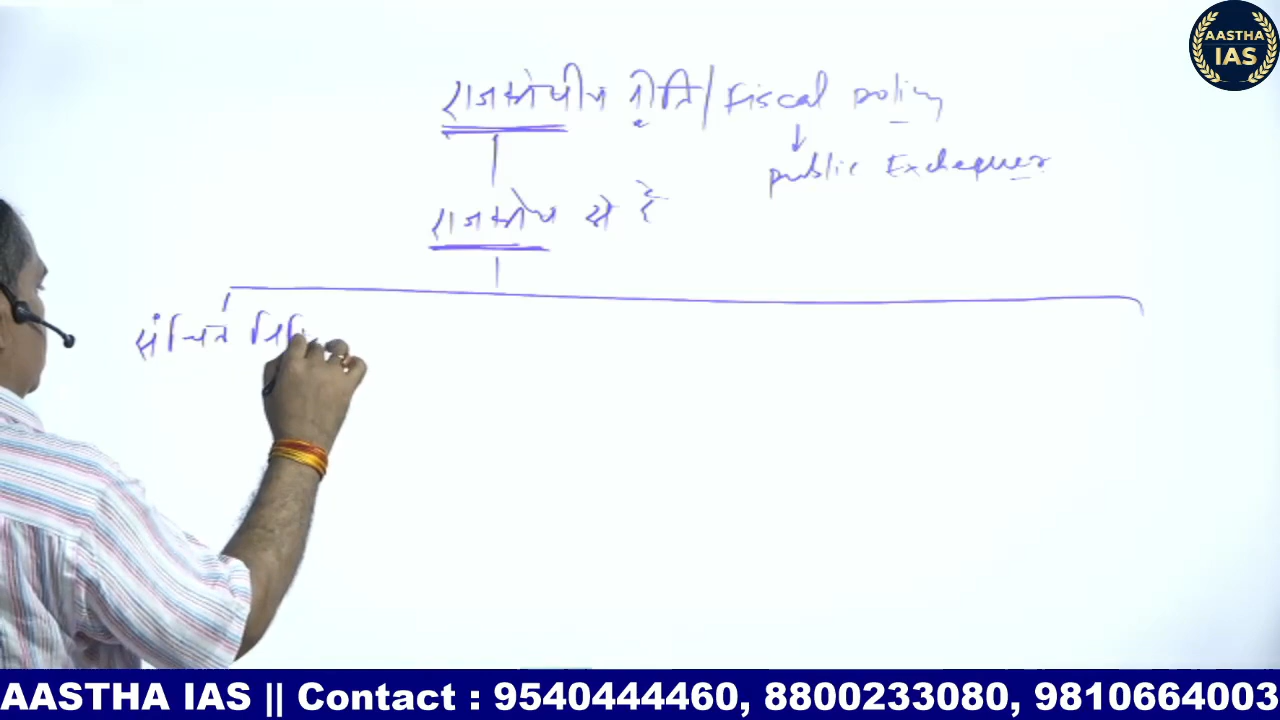 AASTHA
IAS
राजकोषीय नीति / Fiscal policy
public Exchequer
राजकोष से है
संचित निधि
AASTHA IAS || Contact : 9540444460, 8800233080, 9810664003